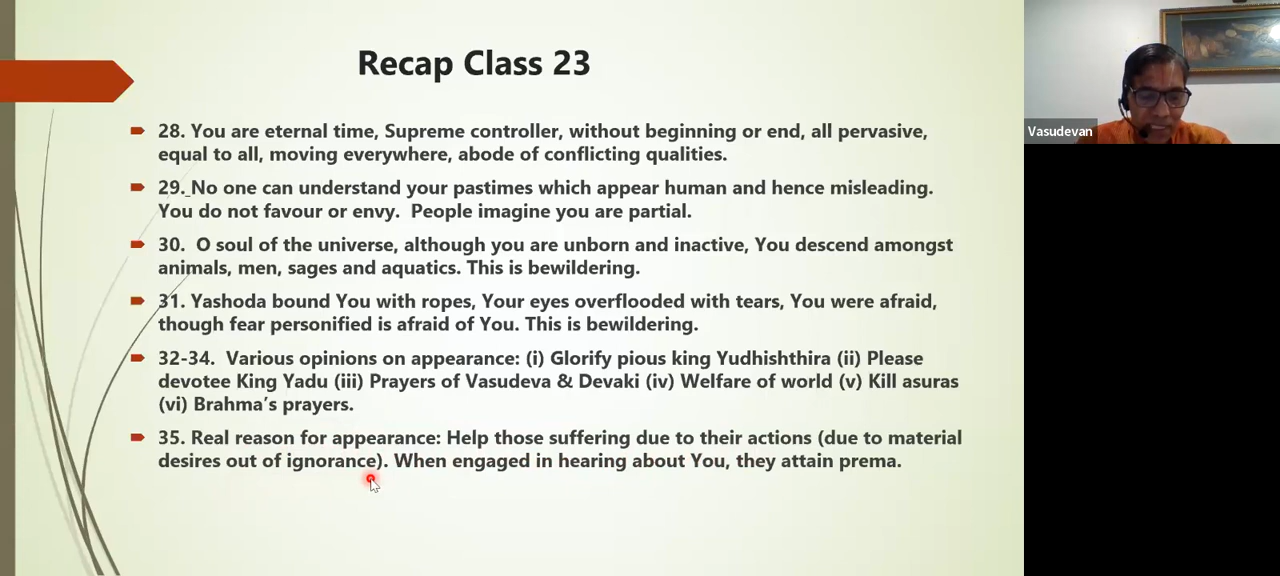 Recap Class 23
28. You are eternal time, Supreme controller, without beginning or end, all pervasive,
equal to all, moving everywhere, abode of conflicting qualities.
29. No one can understand your pastimes which appear human and hence misleading.
You do not favour or envy. People imagine you are partial.
30. O soul of the universe, although you are unborn and inactive, You descend amongst
animals, men, sages and aquatics. This is bewildering.
31. Yashoda bound You with ropes, Your eyes overflooded with tears, You were afraid,
though fear personified is afraid of You. This is bewildering.
32-34. Various opinions on appearance: (i) Glorify pious king Yudhishthira (ii) Please
devotee King Yadu (iii) Prayers of Vasudeva & Devaki (iv) Welfare of world (v) Kill asuras
(vi) Brahma's prayers.
35. Real reason for appearance: Help those suffering due to their actions (due to material
desires out of ignorance). When engaged in hearing about You, they attain prema.
Vasudevan